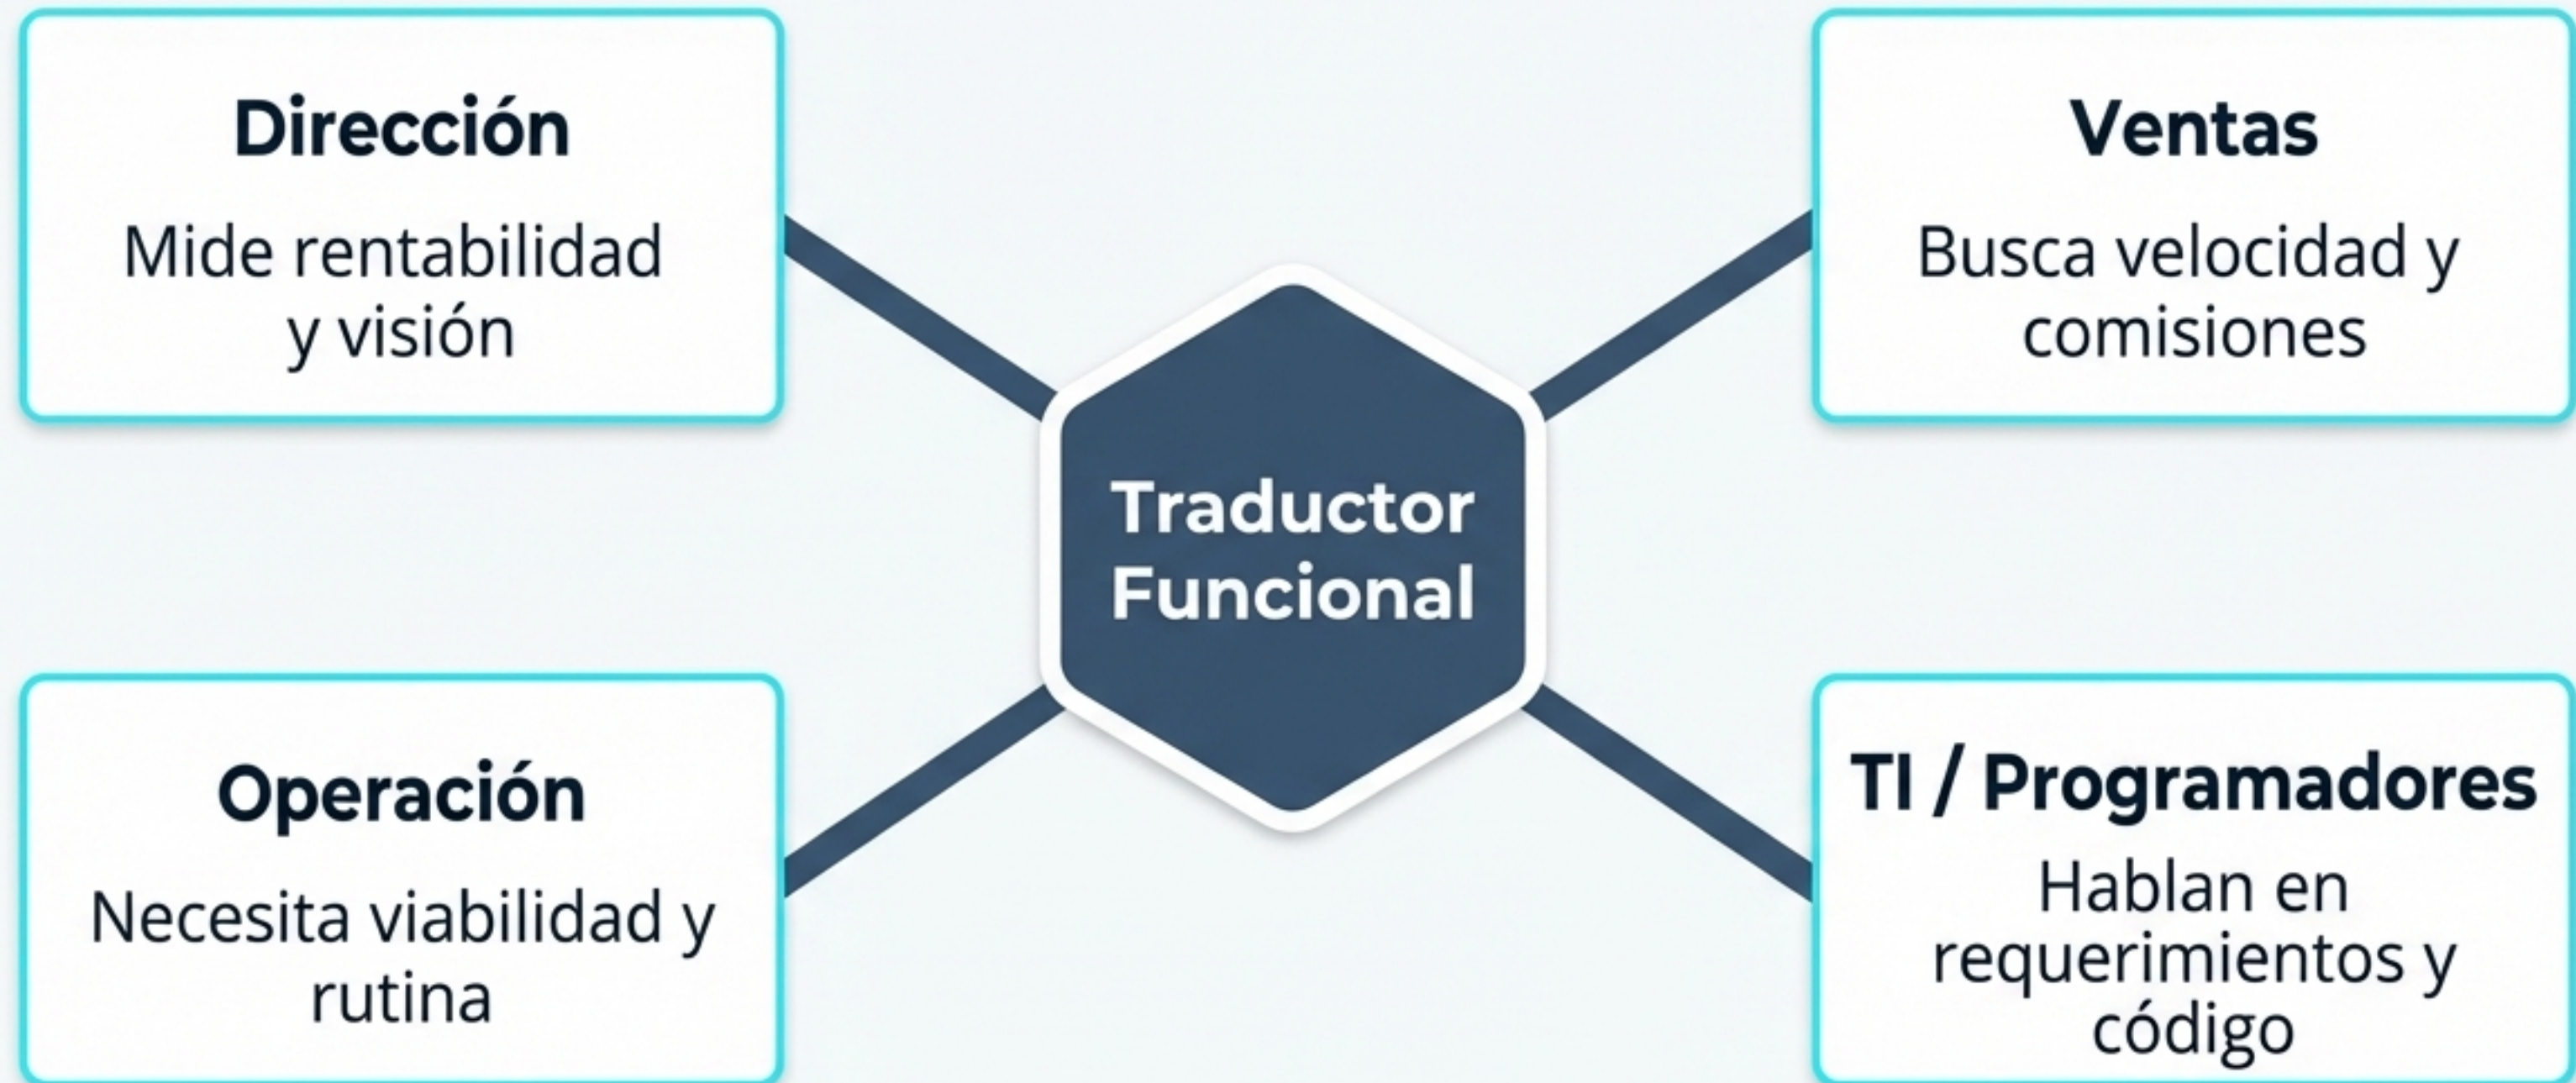 Dirección
Mide rentabilidad
y visión
Ventas
Busca velocidad y
comisiones
Traductor
Funcional
Operación
Necesita viabilidad y
rutina
TI / Programadores
Hablan en
requerimientos y
código